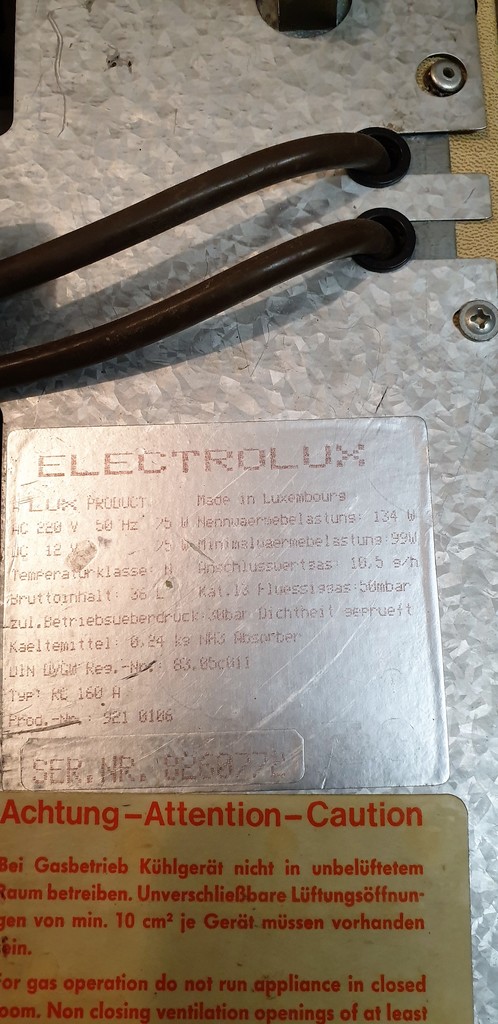 ELECTROLUX
LUX PRODUCT Made in Luxembourg
AC 220 V 50 Hz 75 W Nennwaermebelastung: 134 W
DC 12 V 75 W Minimalwaermebelastung: 99W
Temperaturklasse: N Anschlusswertgas: 10,5 g/h
Bruttoinhalt: 36 L Kat.13 Fluessiggas: 50mbar
zul.Betriebsueberdruck: 30bar Dichtheit geprueft
Kaeltemittel: 0,24 kg NH3 Absorber
DIN DVGW Reg.-Nr.: 83.05c011
Typ: RC 160 H
Prod.-No.: 921 0106
SER.NR. 8260772
Achtung – Attention – Caution
Bei Gasbetrieb Kühlgerät nicht in unbelüftetem
Raum betreiben. Unverschließbare Lüftungsöffnun-
gen von min. 10 cm² je Gerät müssen vorhanden
sein.
For gas operation do not run appliance in closed
room. Non closing ventilation openings of at least